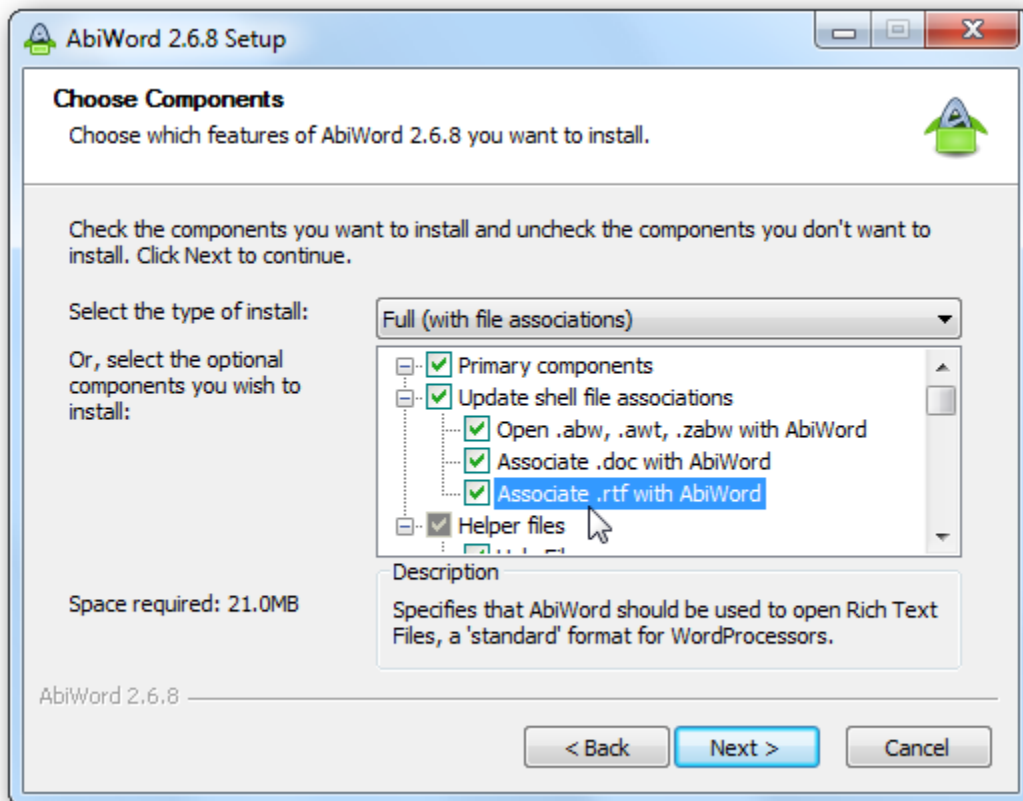 AbiWord 2.6.8 Setup
Choose Components
Choose which features of AbiWord 2.6.8 you want to install.
Check the components you want to install and uncheck the components you don't want to
install. Click Next to continue.
Select the type of install:
Full (with file associations)
Or, select the optional
components you wish to
install:
Primary components
Update shell file associations
Open .abw, .awt, .zabw with AbiWord
Associate .doc with AbiWord
Associate .rtf with AbiWord
Helper files
Space required: 21.0MB
Description
Specifies that AbiWord should be used to open Rich Text
Files, a 'standard' format for WordProcessors.
AbiWord 2.6.8
< Back
Next >
Cancel